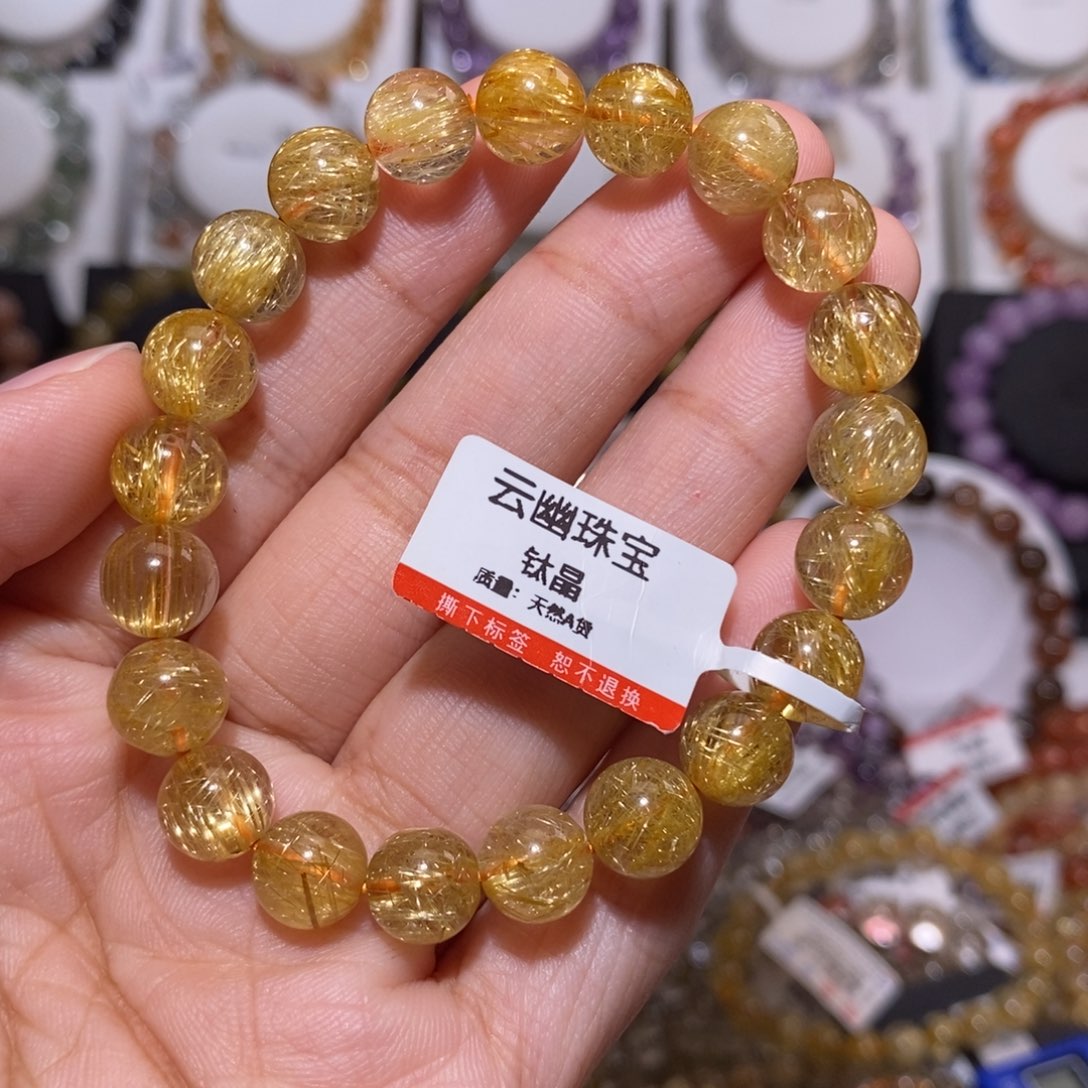 云幽珠宝
钛晶
质量：天然A货
撕下标签 恕不退换